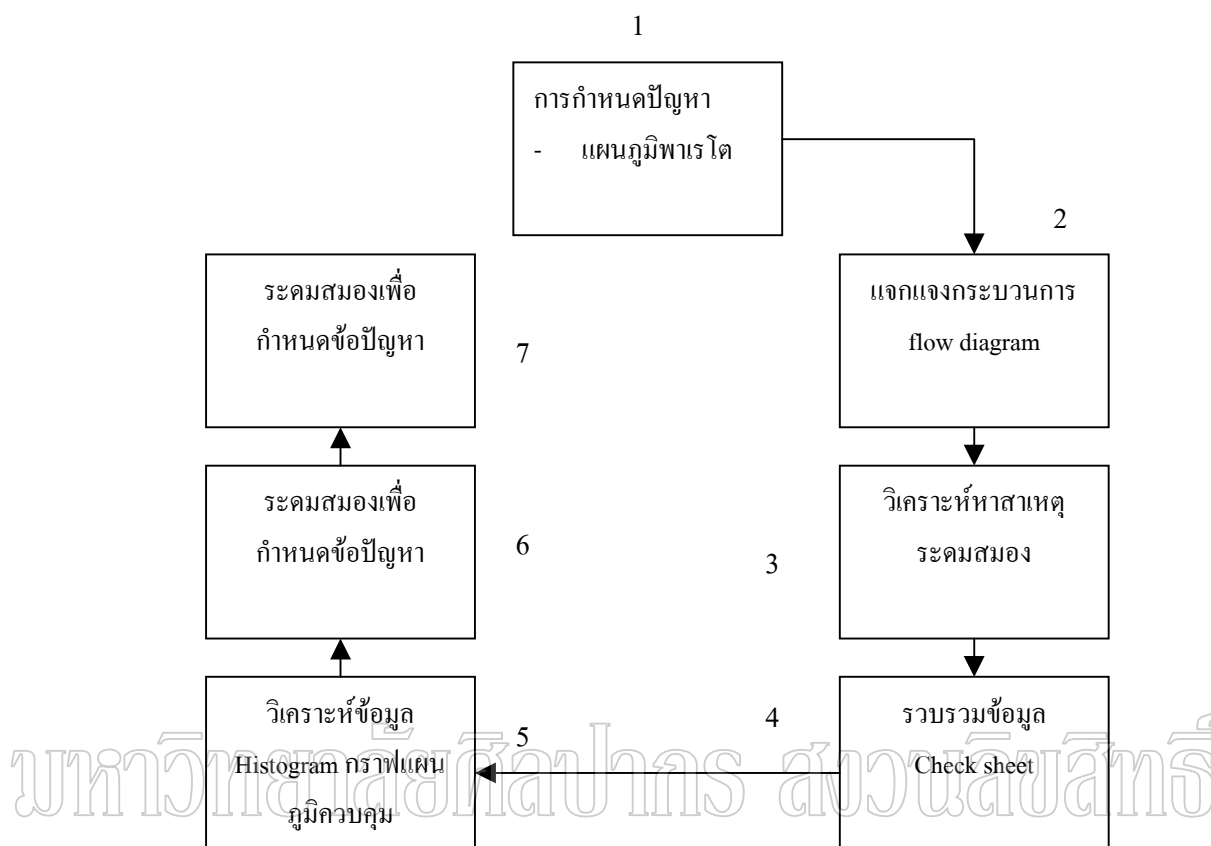 1
การกำหนดปัญหา
- แผนภูมิพาเรโต
2
แจกแจงกระบวนการ
flow diagram
3
วิเคราะห์หาสาเหตุ
ระดมสมอง
4
รวบรวมข้อมูล
Check sheet
5
วิเคราะห์ข้อมูล
Histogram กราฟแผน
ภูมิควบคุม
6
ระดมสมองเพื่อ
กำหนดข้อปัญหา
7
ระดมสมองเพื่อ
กำหนดข้อปัญหา
มหาวิทยาลัยศิลปากร สงวนลิขสิทธิ์